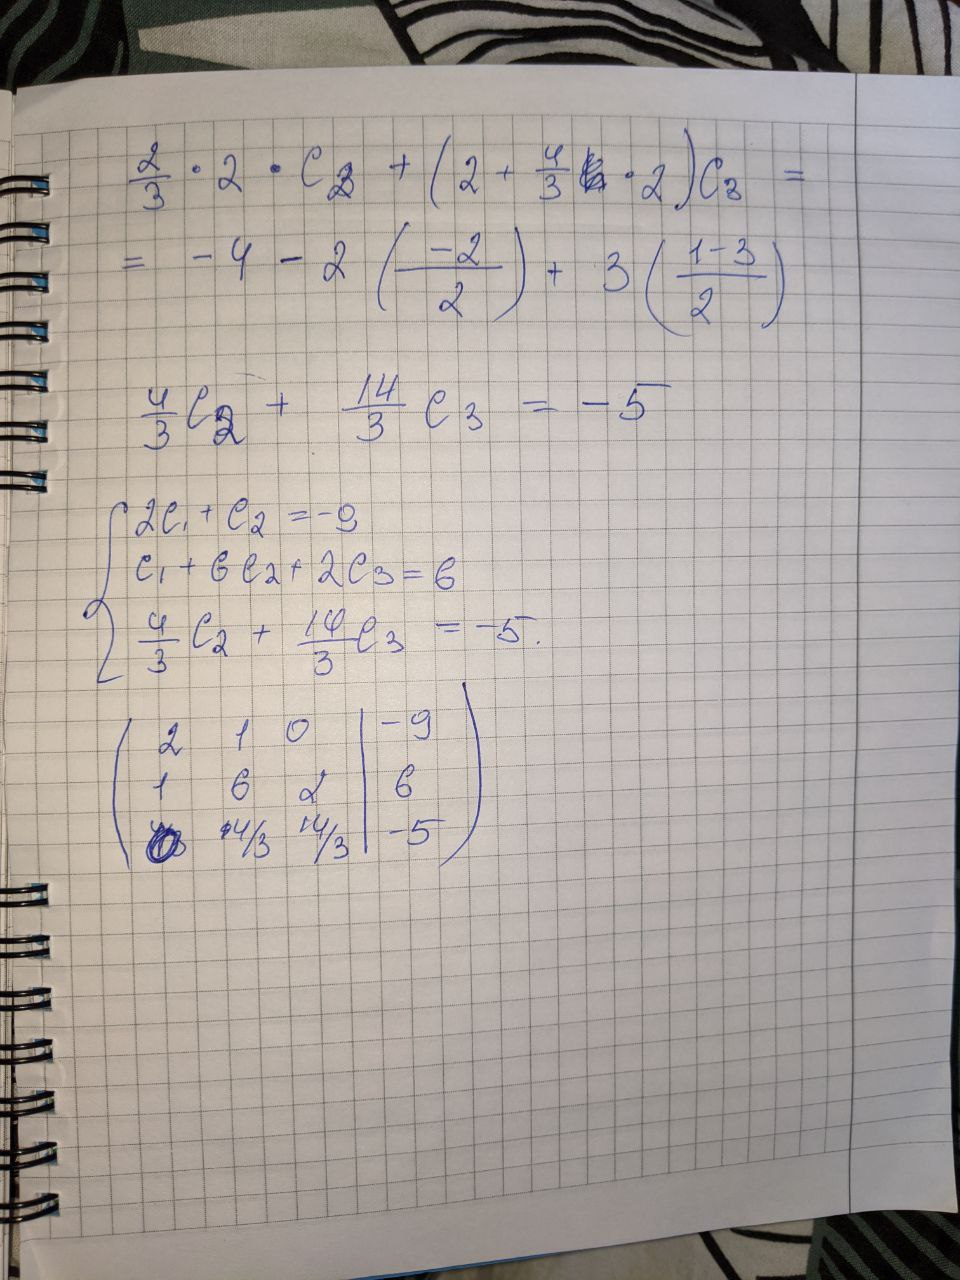 2/3 · 2 · C₂ + (2 + 4/3 · 2)C₃ =
= -4 - 2(-2/2) + 3((1-3)/2)
4/3 C₂ + 14/3 C₃ = -5
{ 2C₁ + C₂ = -9
C₁ + 6C₂ + 2C₃ = 6
4/3 C₂ + 14/3 C₃ = -5.
( 2 1 0 | -9 )
1 6 2 | 6
0 4/3 14/3 | -5